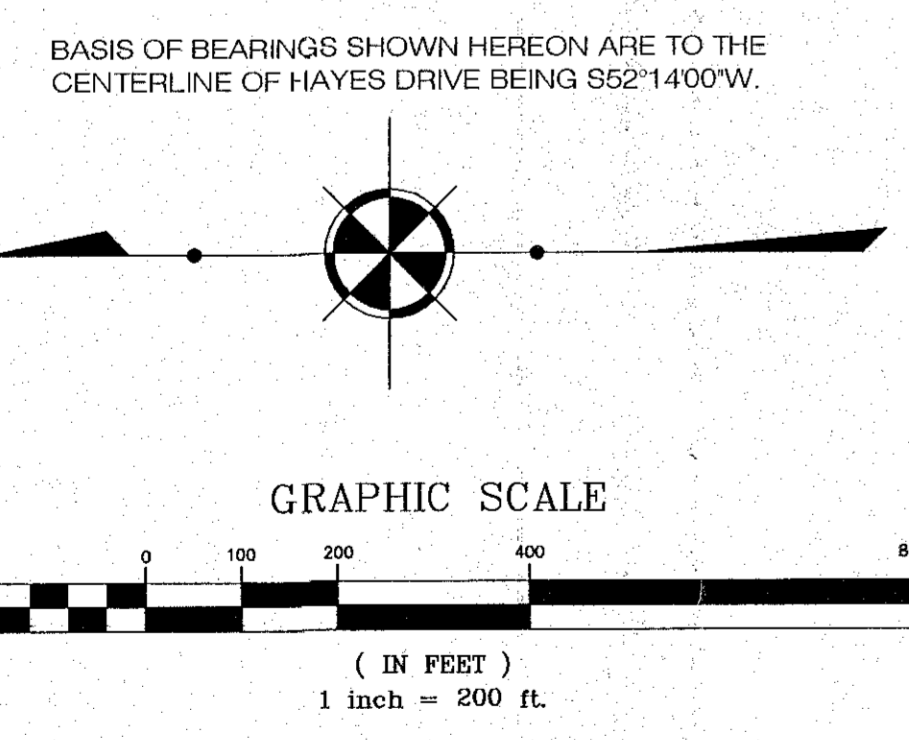 BASIS OF BEARINGS SHOWN HEREON ARE TO THE
CENTERLINE OF HAYES DRIVE BEING S52°14'00"W.
GRAPHIC SCALE
0 100 200 400
( IN FEET )
1 inch = 200 ft.